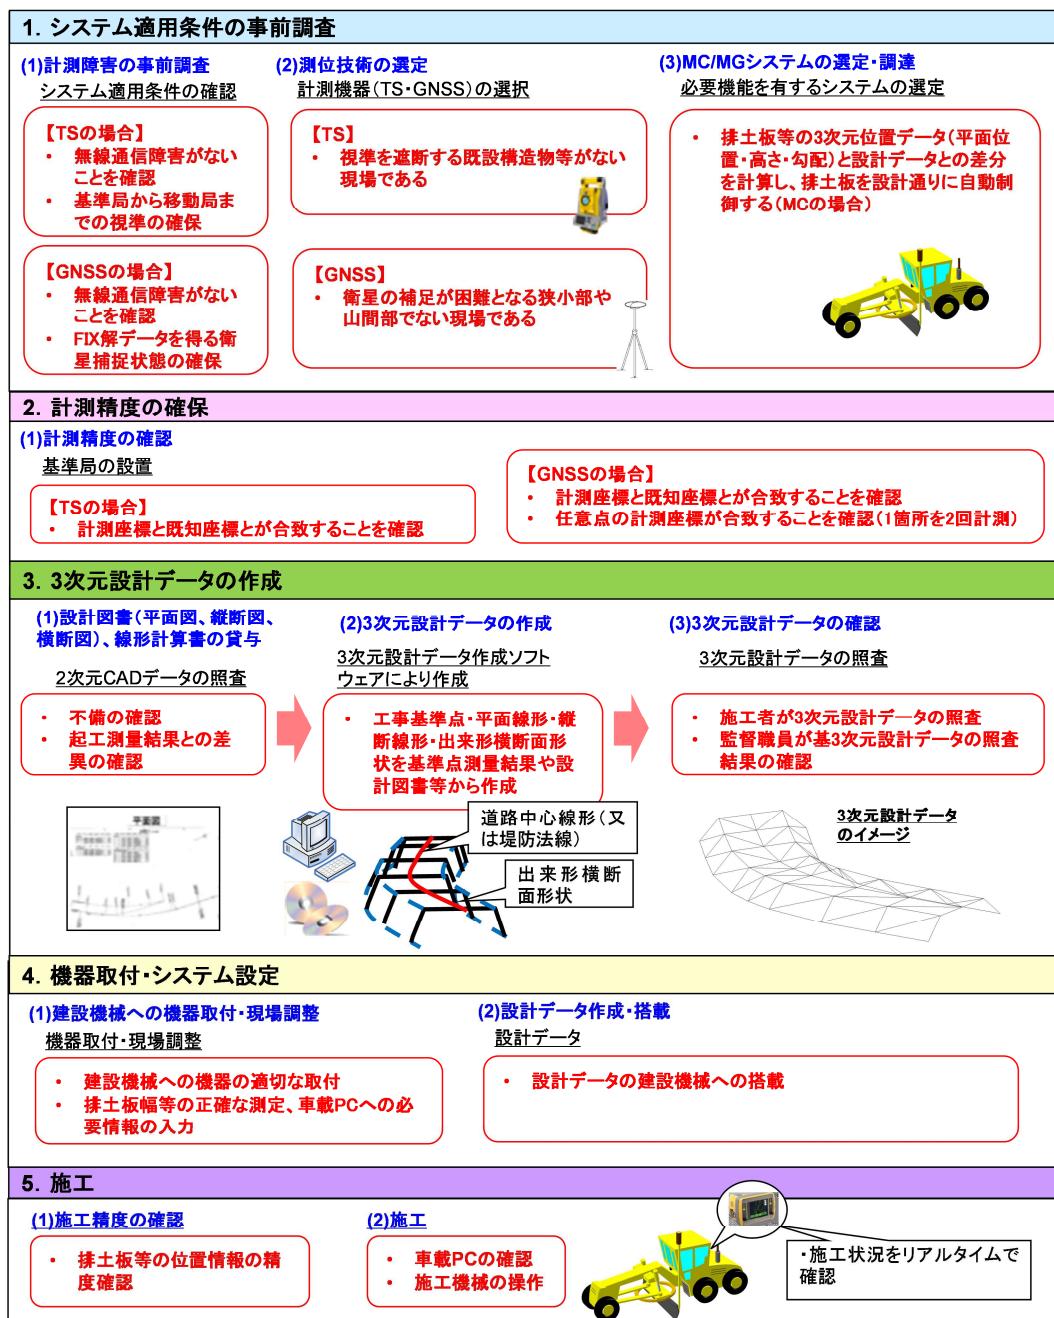 1. システム適用条件の事前調査
(1)計測障害の事前調査
システム適用条件の確認
【TSの場合】
・ 無線通信障害がない
ことを確認
・ 基準局から移動局ま
での視準の確保
【GNSSの場合】
・ 無線通信障害がない
ことを確認
・ FIX解データを得る衛
星捕捉状態の確保
(2)測位技術の選定
計測機器(TS・GNSS)の選択
【TS】
・ 視準を遮断する既設構造物等がない
現場である
【GNSS】
・ 衛星の補足が困難となる狭小部や
山間部でない現場である
(3)MC/MGシステムの選定・調達
必要機能を有するシステムの選定
・ 排土板等の3次元位置データ(平面位
置・高さ・勾配)と設計データとの差分
を計算し、排土板を設計通りに自動制
御する(MCの場合)
2. 計測精度の確保
(1)計測精度の確認
基準局の設置
【TSの場合】
・ 計測座標と既知座標とが合致することを確認
【GNSSの場合】
・ 計測座標と既知座標とが合致することを確認
・ 任意点の計測座標が合致することを確認(1箇所を2回計測)
3. 3次元設計データの作成
(1)設計図書(平面図、縦断図、
横断図)、線形計算書の貸与
2次元CADデータの照査
・ 不備の確認
・ 起工測量結果との差
異の確認
平面図
(2)3次元設計データの作成
3次元設計データ作成ソフト
ウェアにより作成
・ 工事基準点・平面線形・縦
断線形・出来形横断面形
状を基準点測量結果や設
計図書等から作成
道路中心線形(又
は堤防法線)
出来形横断
面形状
(3)3次元設計データの確認
3次元設計データの照査
・ 施工者が3次元設計データの照査
・ 監督職員が基3次元設計データの照査
結果の確認
3次元設計データ
のイメージ
4. 機器取付・システム設定
(1)建設機械への機器取付・現場調整
機器取付・現場調整
・ 建設機械への機器の適切な取付
・ 排土板幅等の正確な測定、車載PCへの必
要情報の入力
(2)設計データ作成・搭載
設計データ
・ 設計データの建設機械への搭載
5. 施工
(1)施工精度の確認
・ 排土板等の位置情報の精
度確認
(2)施工
・ 車載PCの確認
・ 施工機械の操作
・施工状況をリアルタイムで
確認